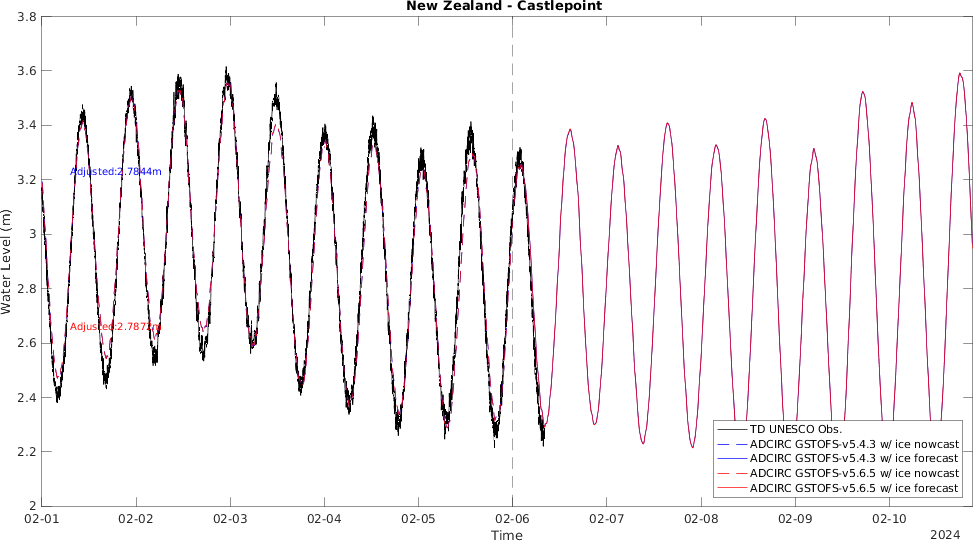 New Zealand - Castlepoint
3.8
3.6
3.4
3.2
3
2.8
2.6
2.4
2.2
2
Water Level (m)
Adjusted:2.7844m
Adjusted:2.7872m
TD UNESCO Obs.
ADCIRC GSTOFS-v5.4.3 w/ ice nowcast
ADCIRC GSTOFS-v5.4.3 w/ ice forecast
ADCIRC GSTOFS-v5.6.5 w/ ice nowcast
ADCIRC GSTOFS-v5.6.5 w/ ice forecast
02-01 02-02 02-03 02-04 02-05 02-06 02-07 02-08 02-09 02-10
Time
2024